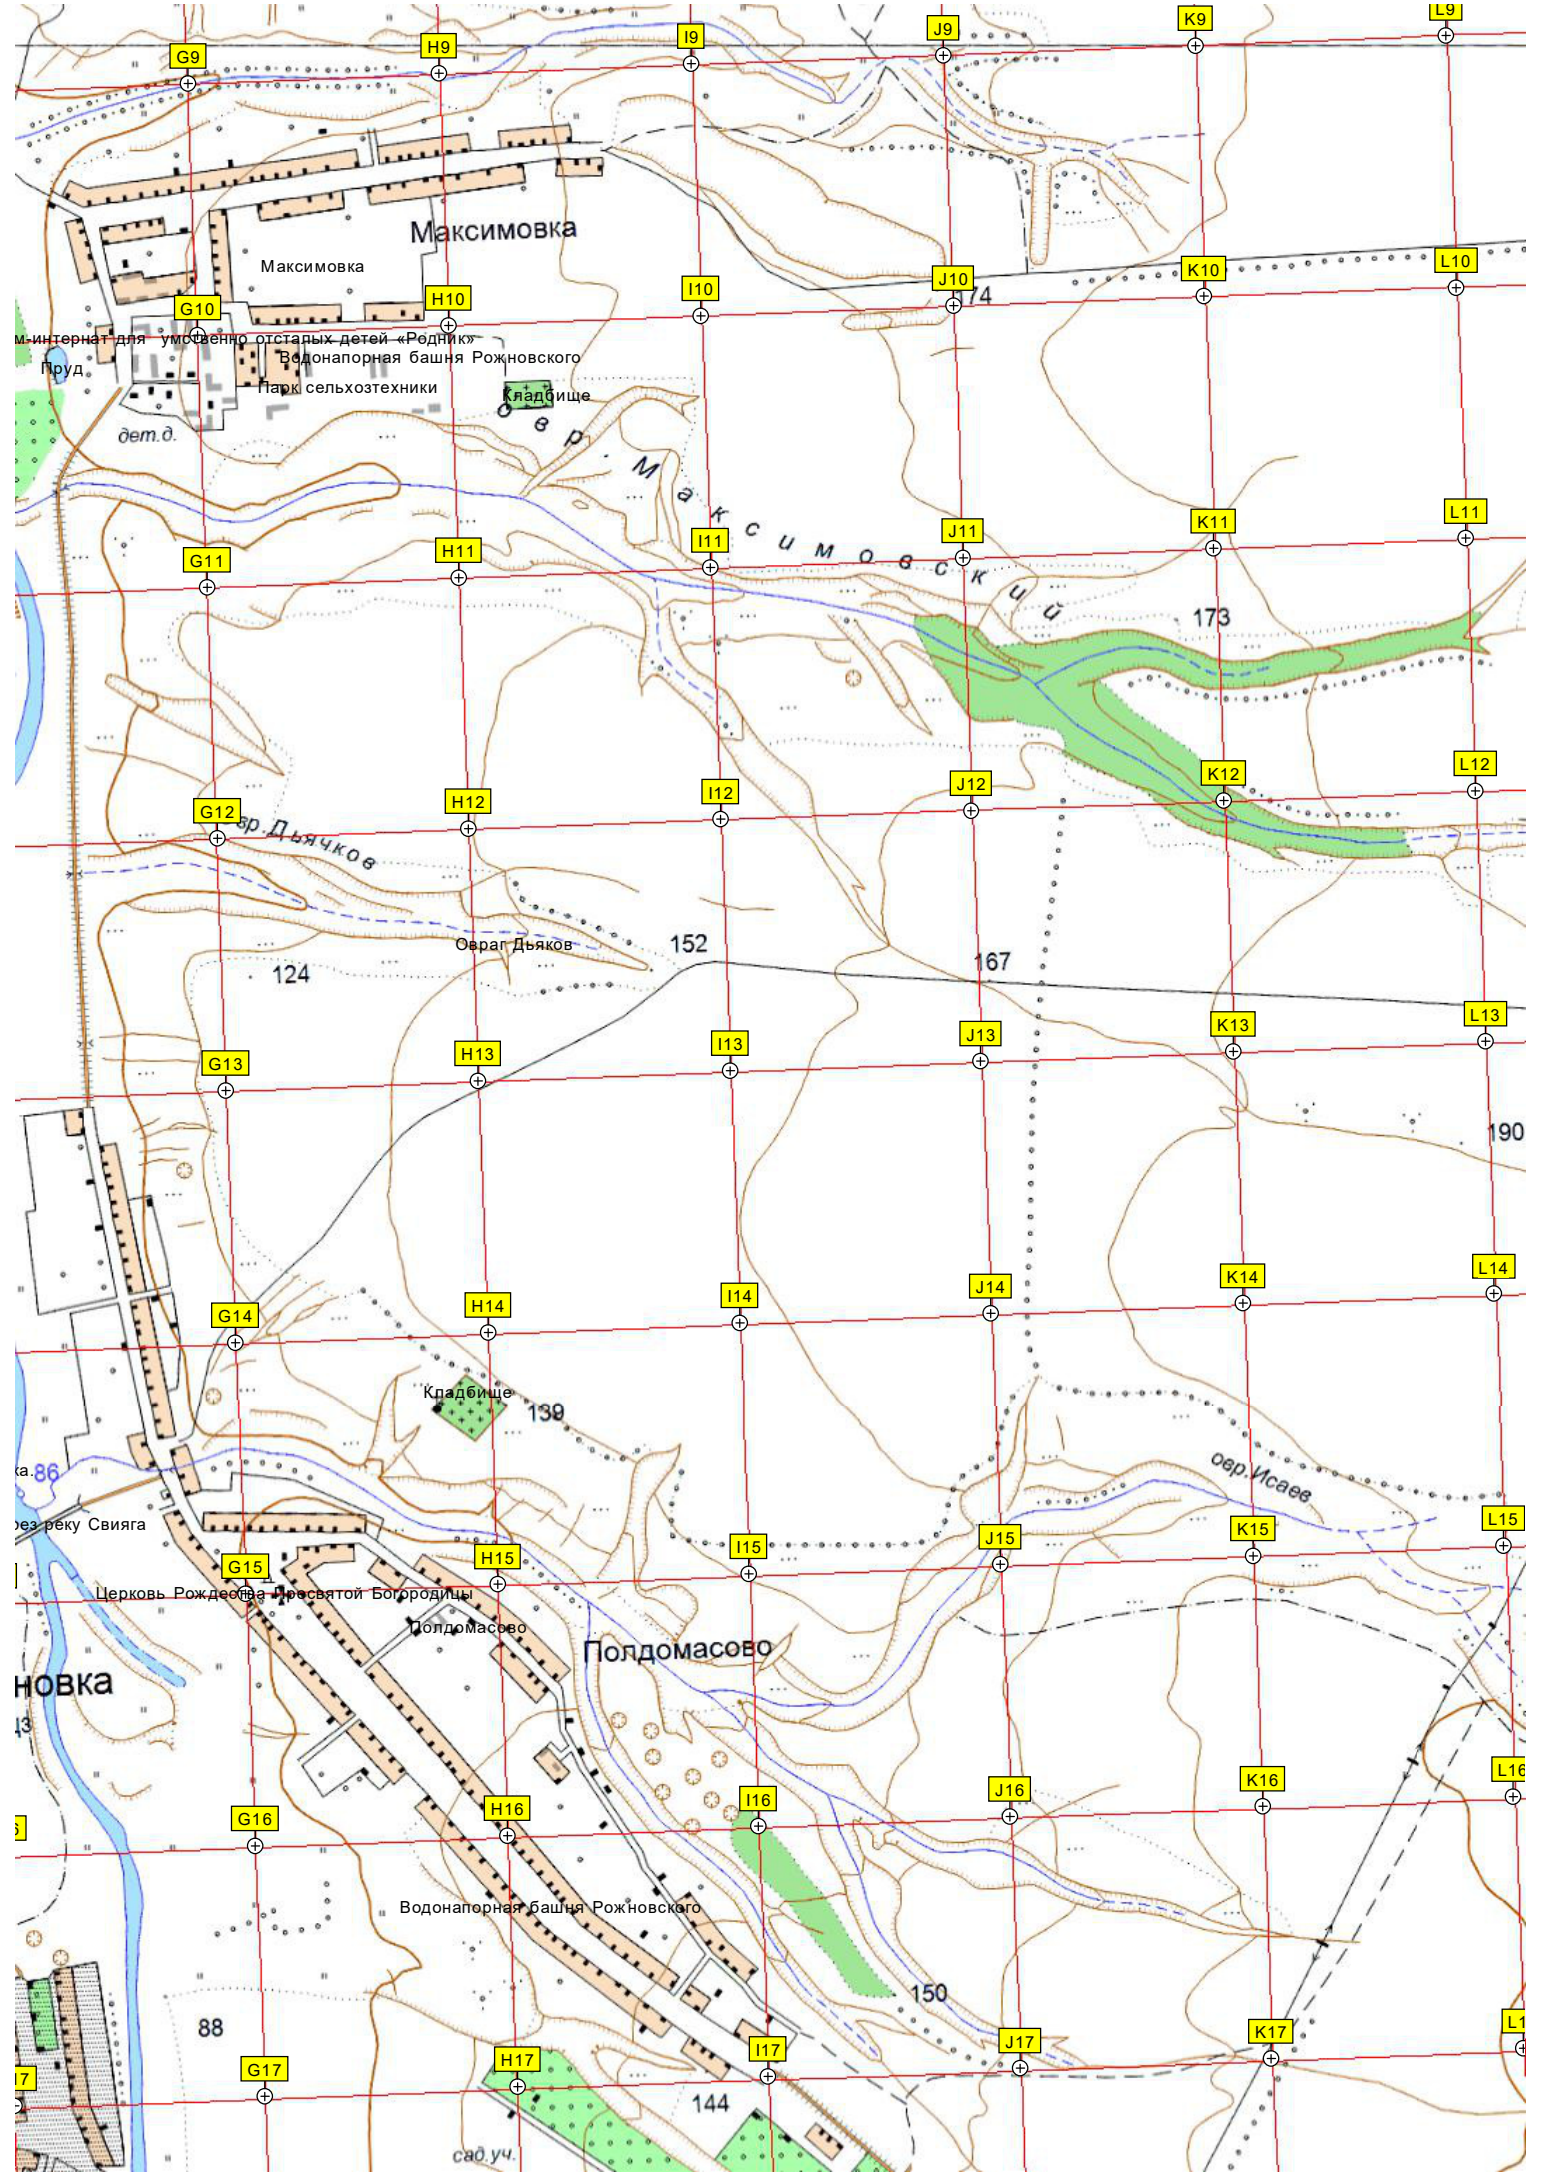 G9
H9
I9
J9
K9
L9
Максимовка
Максимовка
G10
H10
I10
J10
174
K10
L10
м-интернат для умственно отсталых детей «Родник»
Водонапорная башня Рожновского
Пруд
Парк сельхозтехники
Кладбище
дет.д.
овр. Максимовский
G11
H11
I11
J11
K11
L11
173
G12
H12
I12
J12
K12
L12
вр.Дьячков
Овраг Дьяков
152
124
167
G13
H13
I13
J13
K13
L13
190
G14
H14
I14
J14
K14
L14
Кладбище
139
ка.
86
овр.Исаев
рез реку Свияга
G15
H15
I15
J15
K15
L15
Церковь Рождества Пресвятой Богородицы
Полдомасово
Полдомасово
новка
G16
H16
I16
J16
K16
L16
Водонапорная башня Рожновского
150
88
G17
H17
I17
J17
K17
L1
17
144
сад.уч.